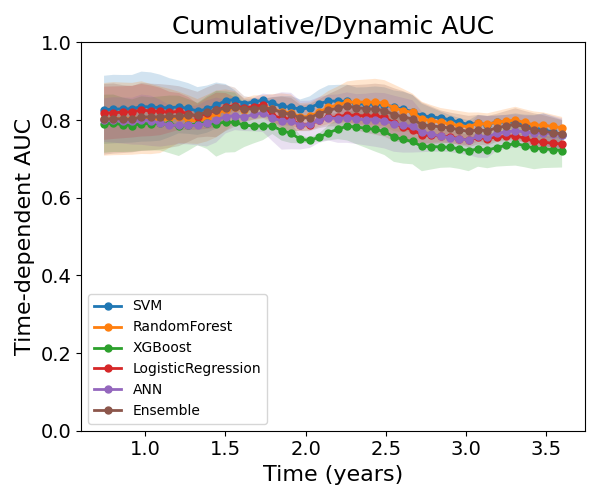 Cumulative/Dynamic AUC
Time-dependent AUC
1.0
0.8
0.6
0.4
0.2
0.0
SVM
RandomForest
XGBoost
LogisticRegression
ANN
Ensemble
1.0 1.5 2.0 2.5 3.0 3.5
Time (years)